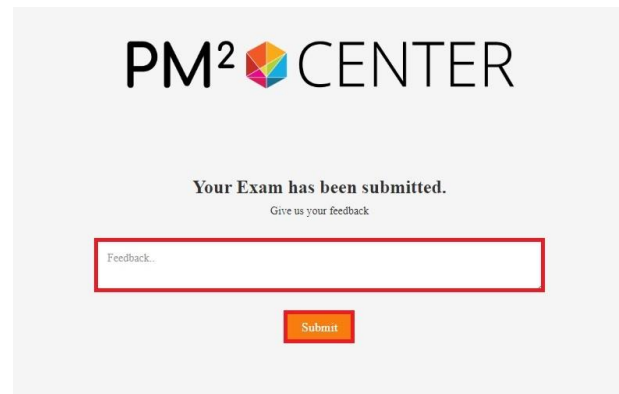 PM² CENTER
Your Exam has been submitted.
Give us your feedback
Feedback..
Submit